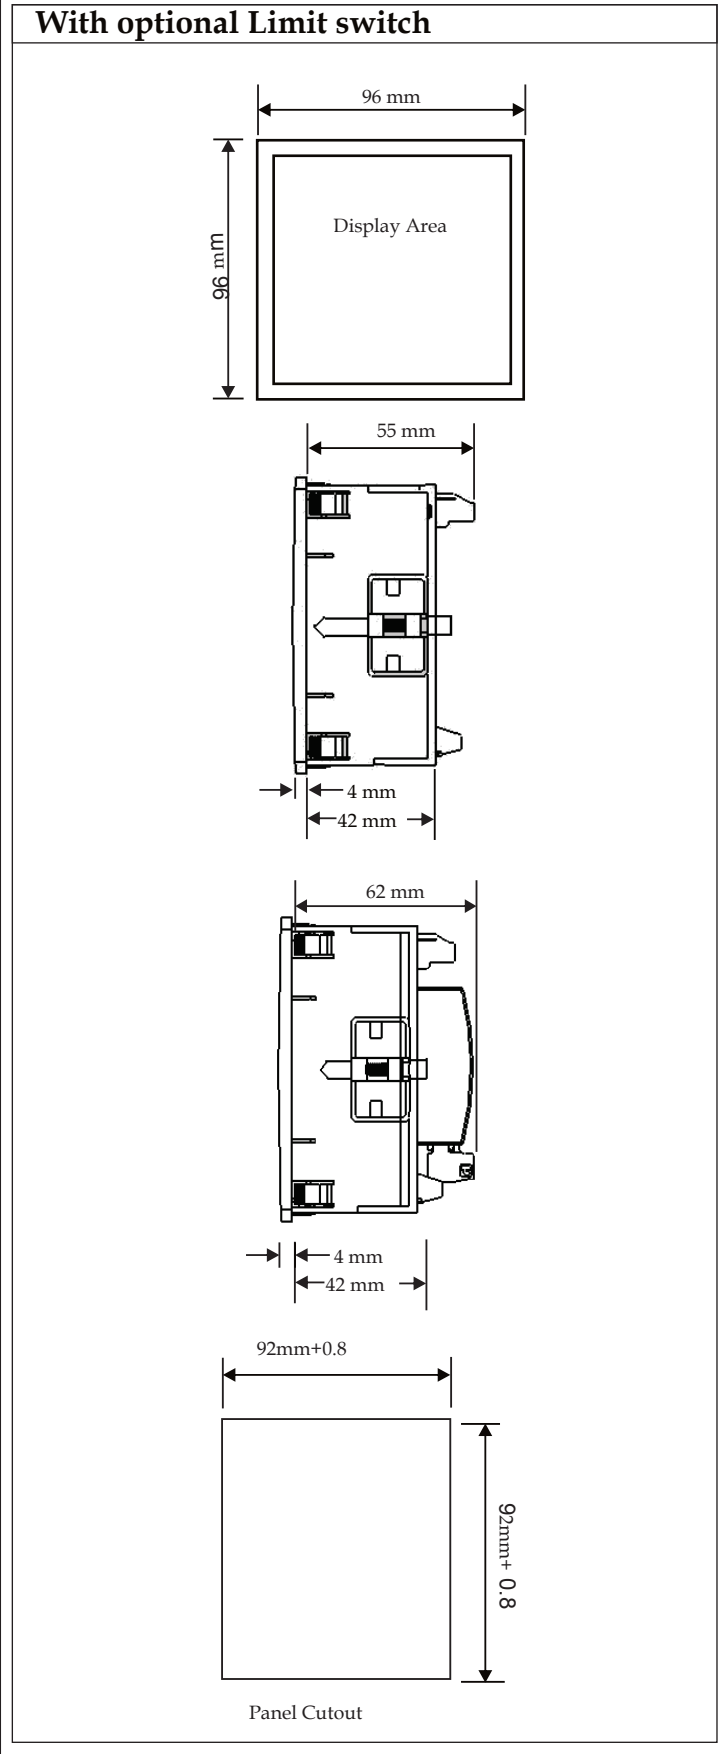 With optional Limit switch
96 mm
Display Area
96 mm
55 mm
4 mm
42 mm
62 mm
4 mm
42 mm
92mm+0.8
92mm+ 0.8
Panel Cutout